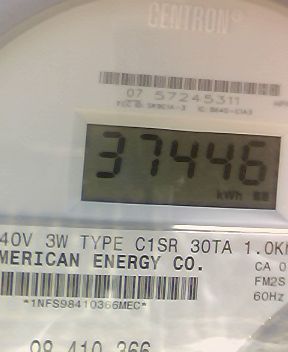 CENTRON®
07 57245311
37446
kWh
40V 3W TYPE C1SR 30TA 1.0K
MERICAN ENERGY CO.
CA 0
FM2S
60Hz
*1NFS98410366MEC*
98 410 366